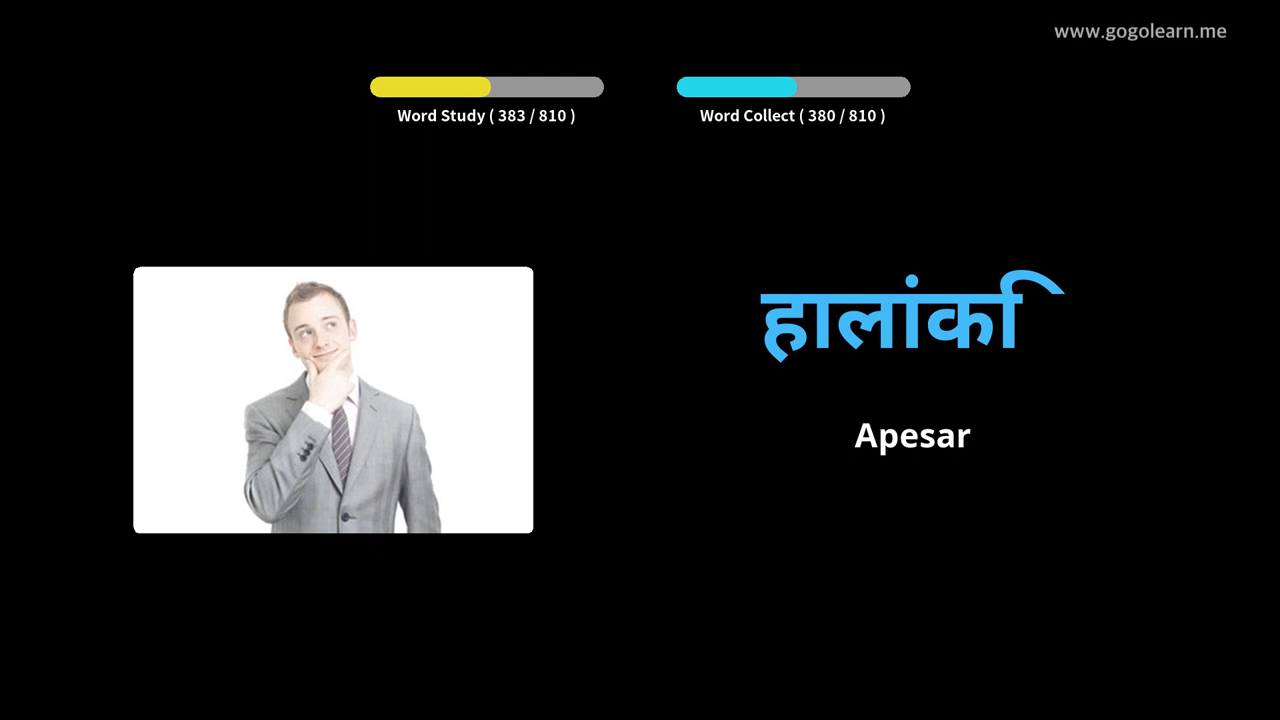 www.gogolearn.me
Word Study ( 383 / 810 )
Word Collect ( 380 / 810 )
हालांकि
Apesar